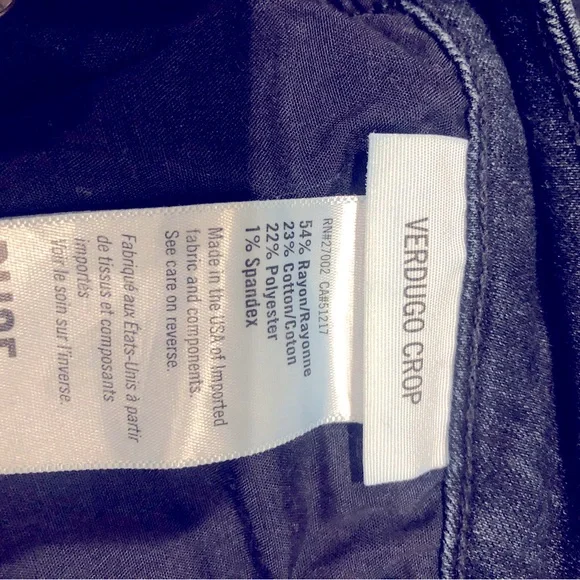 VERDUGO CROP
RN#27002 CA#51217
54% Rayon/Rayonne
23% Cotton/Coton
22% Polyester
1% Spandex
Made in the USA of Imported
fabric and components.
See care on reverse.
Fabriqué aux États-Unis à partir
de tissus et composants
importés
Voir le soin sur l'inverse.